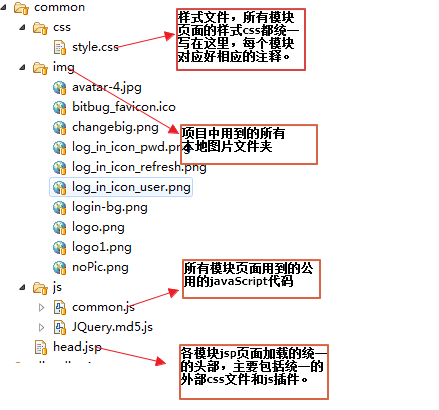 common
css
style.css
样式文件，所有模块
页面的样式css都统一
写在这里，每个模块
对应好相应的注释。
img
avatar-4.jpg
bitbug_favicon.ico
changebig.png
log_in_icon_pwd.png
项目中用到的所有
本地图片文件夹
log_in_icon_refresh.png
log_in_icon_user.png
login-bg.png
logo.png
logo1.png
noPic.png
所有模块页面用到的公
用的javaScript代码
js
common.js
JQuery.md5.js
head.jsp
各模块jsp页面加载的统一
的头部，主要包括统一的
外部css文件和js插件。